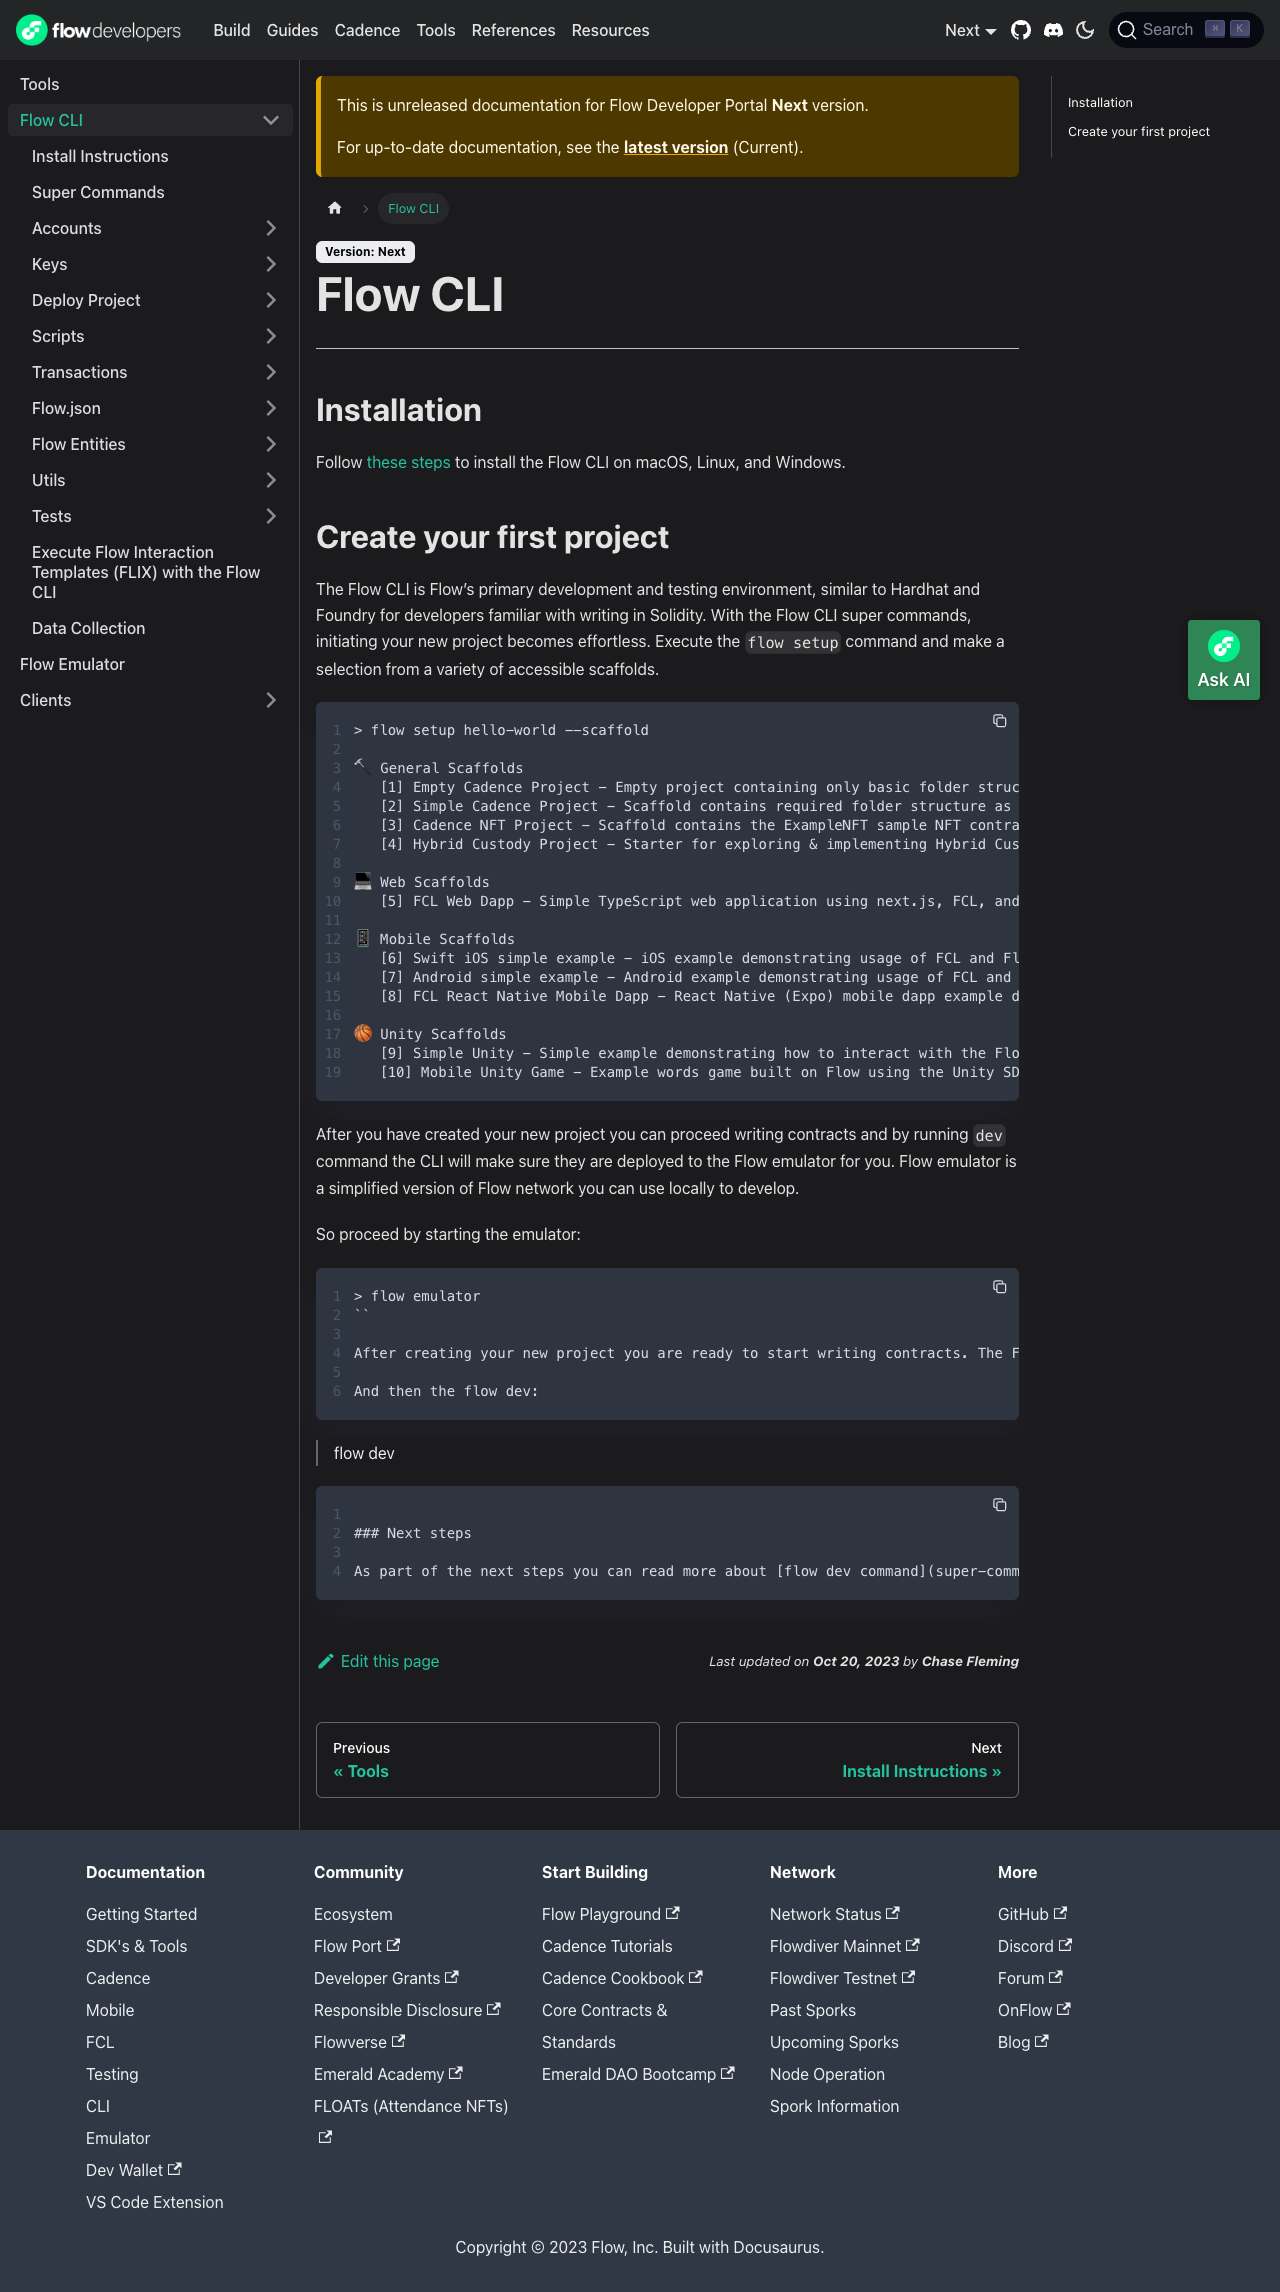 flowdevelopers
Build Guides Cadence Tools References Resources
Next
Search ⌘ K
Tools
Flow CLI
Install Instructions
Super Commands
Accounts
Keys
Deploy Project
Scripts
Transactions
Flow.json
Flow Entities
Utils
Tests
Execute Flow Interaction
Templates (FLIX) with the Flow
CLI
Data Collection
Flow Emulator
Clients
This is unreleased documentation for Flow Developer Portal Next version.
For up-to-date documentation, see the latest version (Current).
Flow CLI
Version: Next
Flow CLI
Installation
Follow these steps to install the Flow CLI on macOS, Linux, and Windows.
Create your first project
The Flow CLI is Flow’s primary development and testing environment, similar to Hardhat and
Foundry for developers familiar with writing in Solidity. With the Flow CLI super commands,
initiating your new project becomes effortless. Execute the flow setup command and make a
selection from a variety of accessible scaffolds.
1 > flow setup hello-world --scaffold
2
3 🔨 General Scaffolds
4 [1] Empty Cadence Project - Empty project containing only basic folder struc
5 [2] Simple Cadence Project - Scaffold contains required folder structure as
6 [3] Cadence NFT Project - Scaffold contains the ExampleNFT sample NFT contra
7 [4] Hybrid Custody Project - Starter for exploring & implementing Hybrid Cus
8
9 💻 Web Scaffolds
10 [5] FCL Web Dapp - Simple TypeScript web application using next.js, FCL, and
11
12 📱 Mobile Scaffolds
13 [6] Swift iOS simple example - iOS example demonstrating usage of FCL and Fl
14 [7] Android simple example - Android example demonstrating usage of FCL and
15 [8] FCL React Native Mobile Dapp - React Native (Expo) mobile dapp example d
16
17 🏀 Unity Scaffolds
18 [9] Simple Unity - Simple example demonstrating how to interact with the Flo
19 [10] Mobile Unity Game - Example words game built on Flow using the Unity SD
After you have created your new project you can proceed writing contracts and by running dev
command the CLI will make sure they are deployed to the Flow emulator for you. Flow emulator is
a simplified version of Flow network you can use locally to develop.
So proceed by starting the emulator:
1 > flow emulator
2 ``
3
4 After creating your new project you are ready to start writing contracts. The F
5
6 And then the flow dev:
flow dev
1
2 ### Next steps
3
4 As part of the next steps you can read more about [flow dev command](super-comm
Edit this page
Last updated on Oct 20, 2023 by Chase Fleming
Previous
« Tools
Next
Install Instructions »
Installation
Create your first project
Ask AI
Documentation
Getting Started
SDK's & Tools
Cadence
Mobile
FCL
Testing
CLI
Emulator
Dev Wallet
VS Code Extension
Community
Ecosystem
Flow Port
Developer Grants
Responsible Disclosure
Flowverse
Emerald Academy
FLOATs (Attendance NFTs)
Start Building
Flow Playground
Cadence Tutorials
Cadence Cookbook
Core Contracts &
Standards
Emerald DAO Bootcamp
Network
Network Status
Flowdiver Mainnet
Flowdiver Testnet
Past Sporks
Upcoming Sporks
Node Operation
Spork Information
More
GitHub
Discord
Forum
OnFlow
Blog
Copyright © 2023 Flow, Inc. Built with Docusaurus.